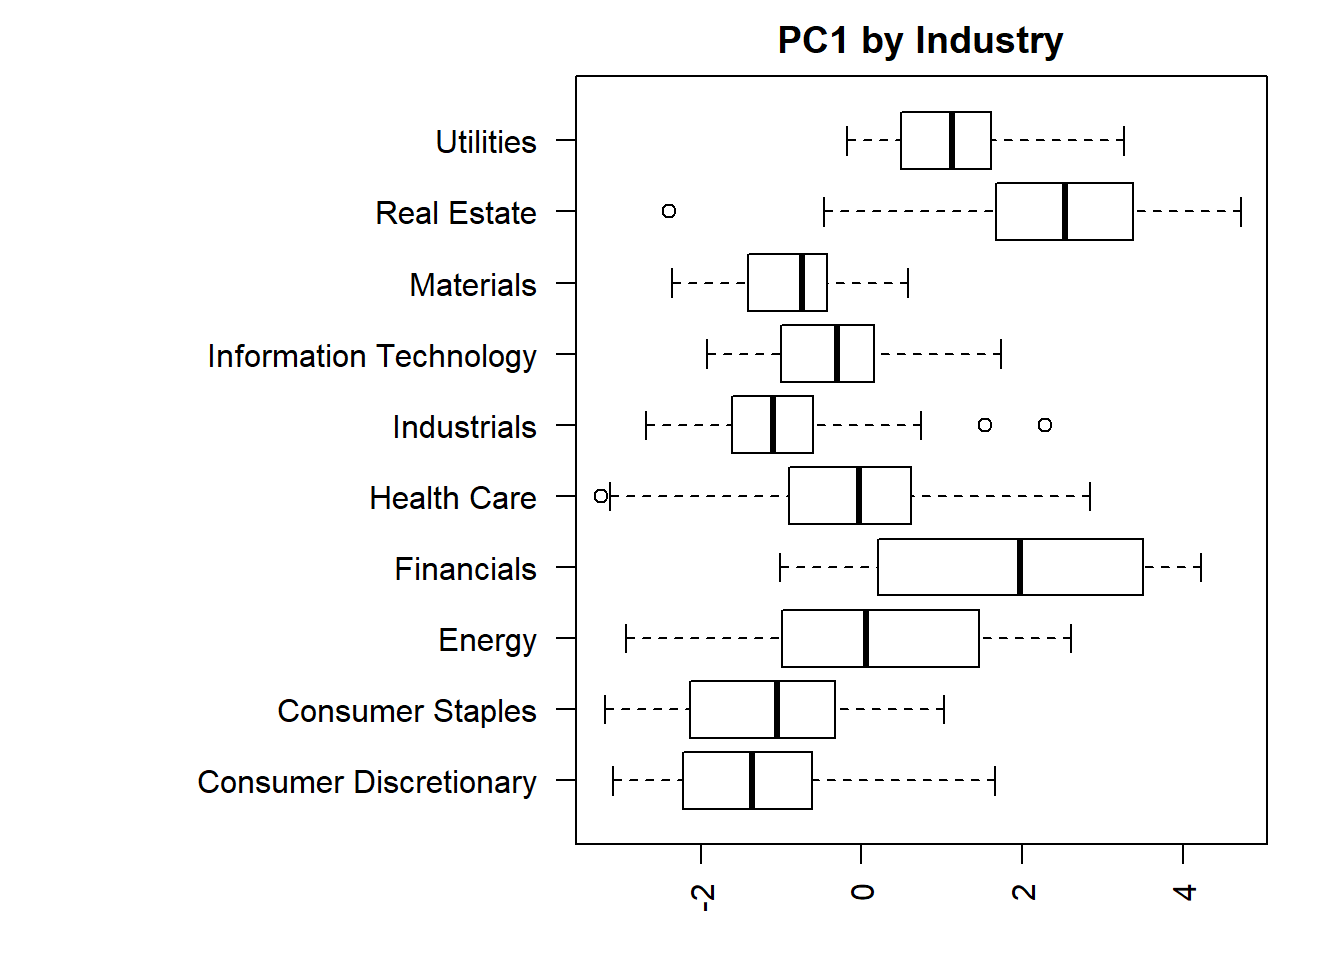 PC1 by Industry
Utilities
Real Estate
Materials
Information Technology
Industrials
Health Care
Financials
Energy
Consumer Staples
Consumer Discretionary
-2
0
2
4